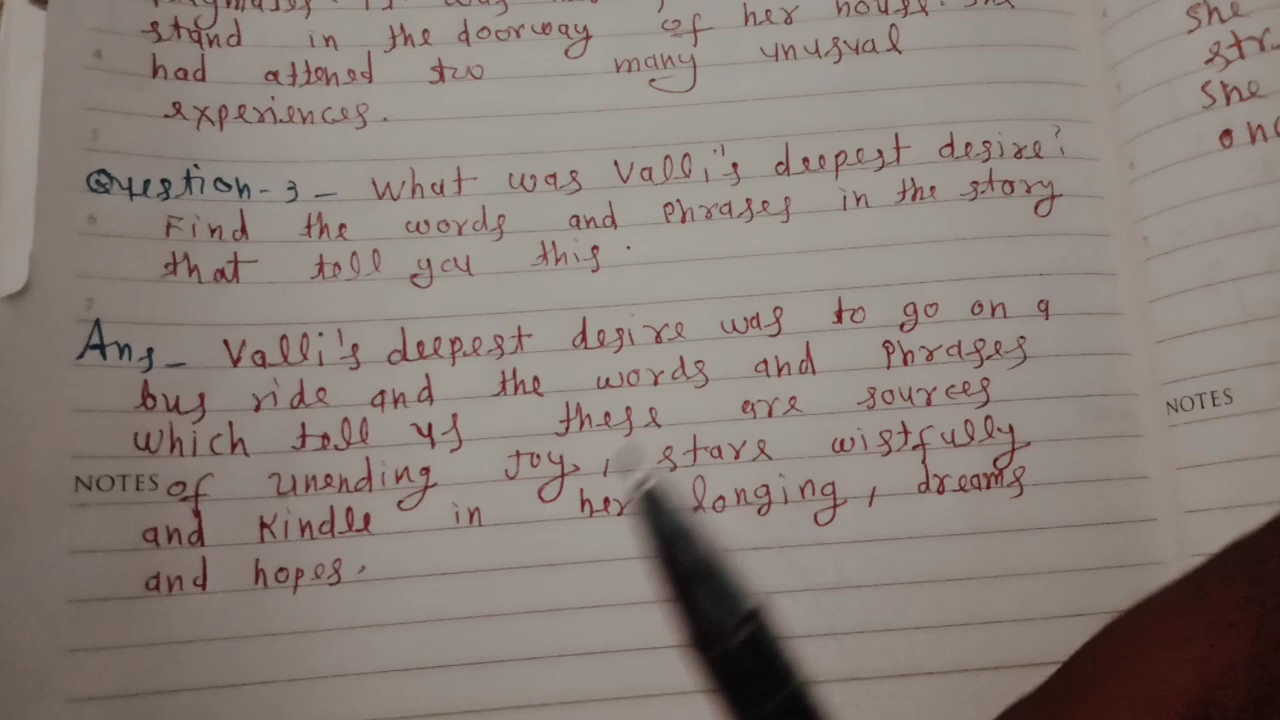 she
stand in the doorway of her house. She
had attened two many unusual
experiences.
str
she
Question-3 - What was Valli's deepest desire?
Find the words and phrases in the story
that tell you this.
Ans - Valli's deepest desire was to go on a
bus ride and the words and phrases
which tell us these are sources
NOTES
of unending Joy, stare wistfully
and Kindle in her longing, dreams
and hopes.
NOTES